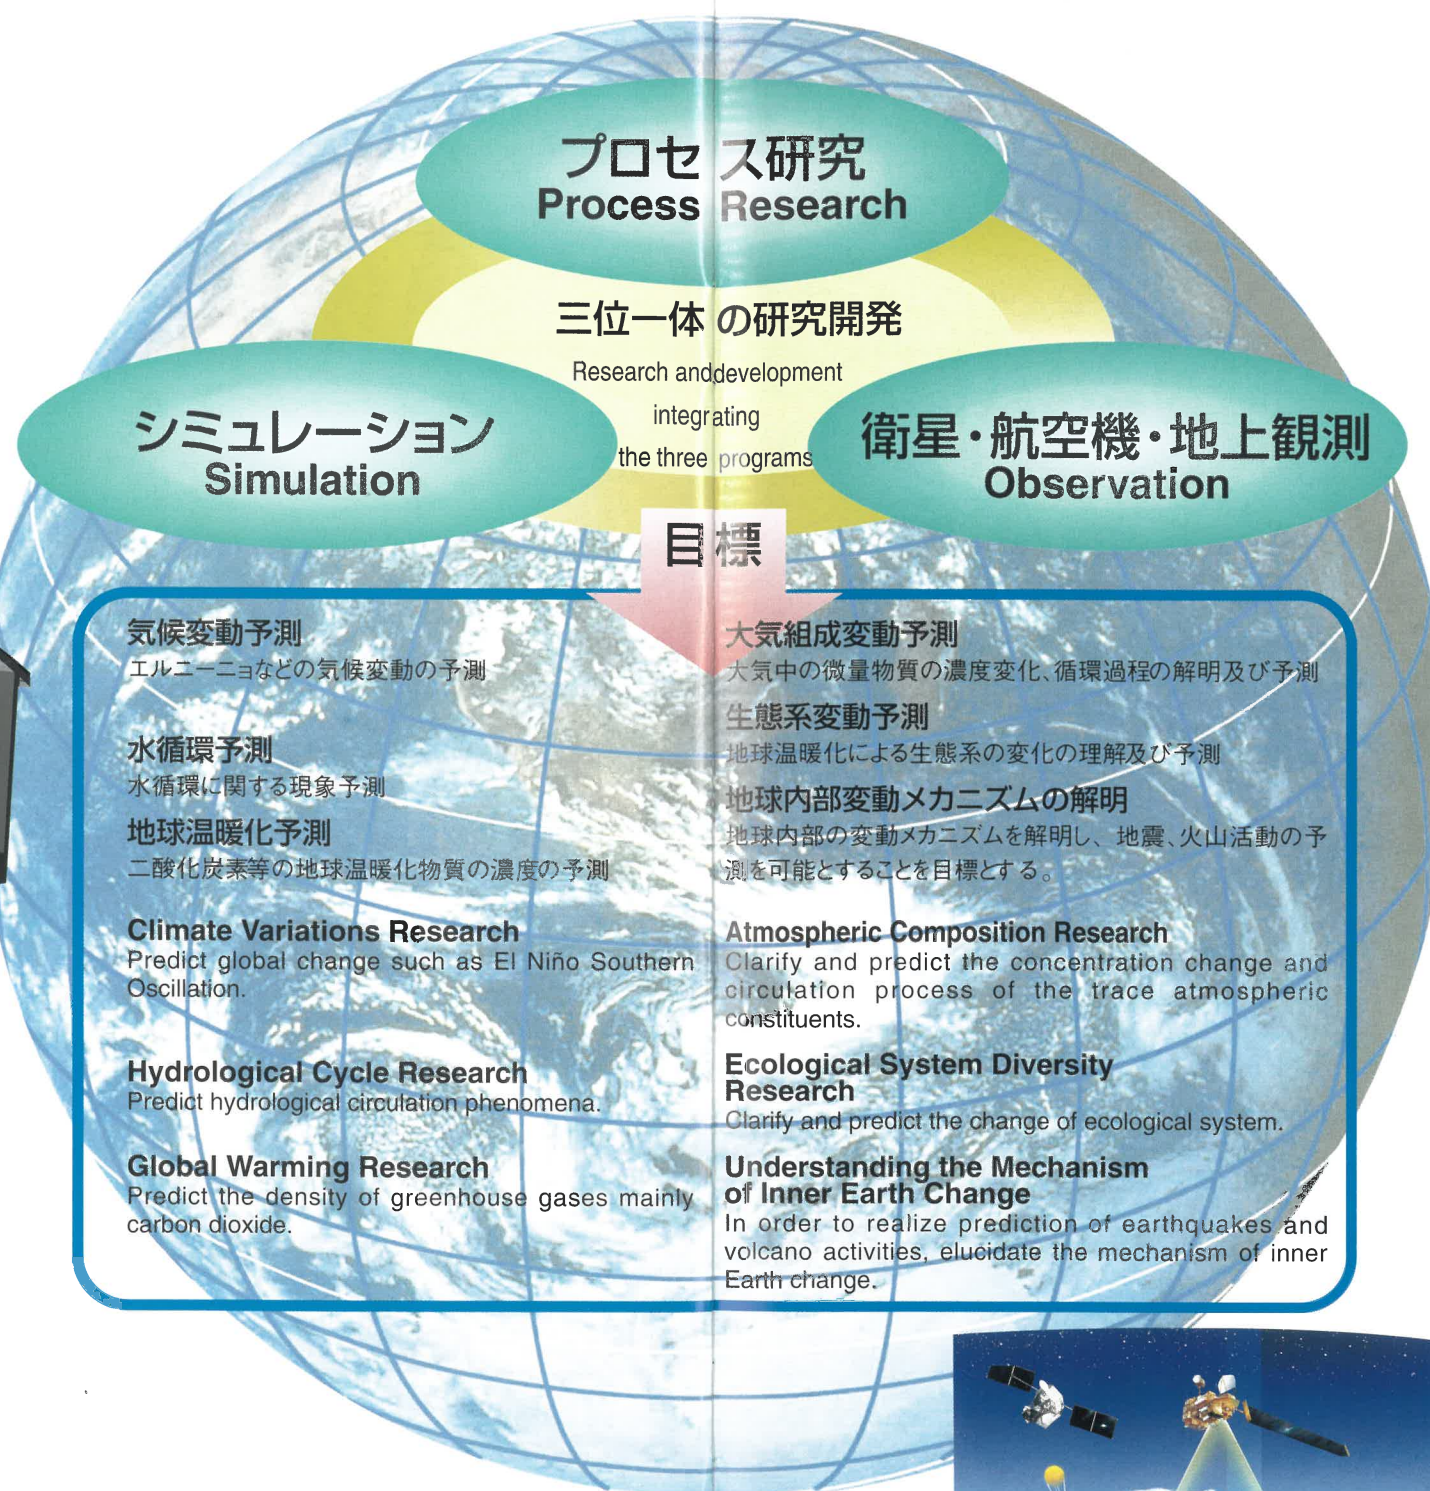 プロセス研究
Process Research
三位一体の研究開発
Research and development
integrating
the three programs
シミュレーション
Simulation
衛星・航空機・地上観測
Observation
目標
気候変動予測
エルニーニョなどの気候変動の予測
水循環予測
水循環に関する現象予測
地球温暖化予測
二酸化炭素等の地球温暖化物質の濃度の予測
大気組成変動予測
大気中の微量物質の濃度変化、循環過程の解明及び予測
生態系変動予測
地球温暖化による生態系の変化の理解及び予測
地球内部変動メカニズムの解明
地球内部の変動メカニズムを解明し、地震、火山活動の予
測を可能とすることを目標とする。
Climate Variations Research
Predict global change such as El Niño Southern
Oscillation.
Hydrological Cycle Research
Predict hydrological circulation phenomena.
Global Warming Research
Predict the density of greenhouse gases mainly
carbon dioxide.
Atmospheric Composition Research
Clarify and predict the concentration change and
circulation process of the trace atmospheric
constituents.
Ecological System Diversity
Research
Clarify and predict the change of ecological system.
Understanding the Mechanism
of Inner Earth Change
In order to realize prediction of earthquakes and
volcano activities, elucidate the mechanism of inner
Earth change.